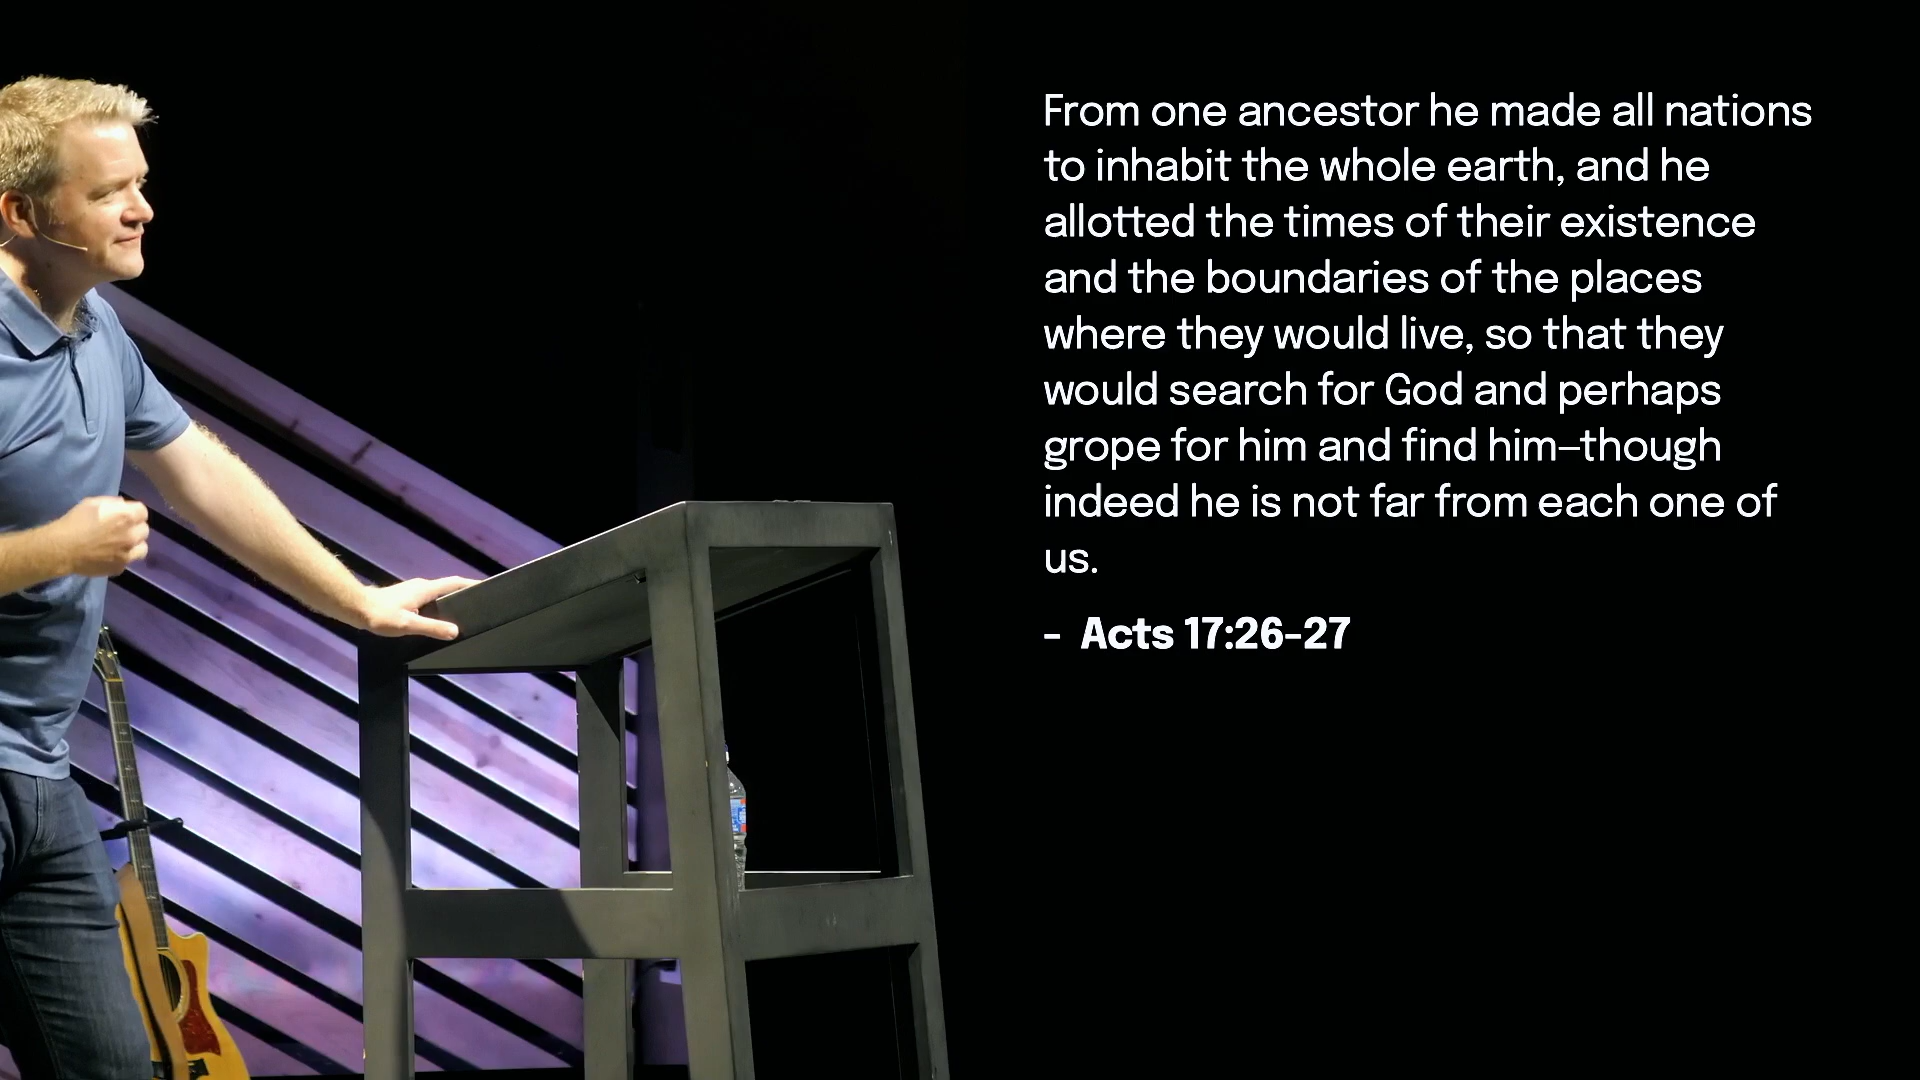 From one ancestor he made all nations
to inhabit the whole earth, and he
allotted the times of their existence
and the boundaries of the places
where they would live, so that they
would search for God and perhaps
grope for him and find him–though
indeed he is not far from each one of
us.
- Acts 17:26-27